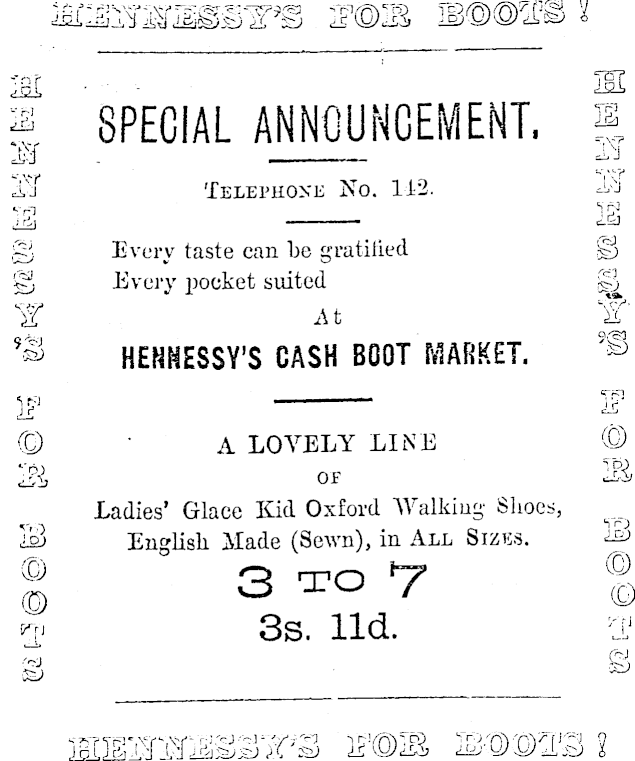 HENNESSY'S FOR BOOTS!
HENNESSY'S FOR BOOTS
SPECIAL ANNOUNCEMENT.
TELEPHONE NO. 142.
Every taste can be gratified
Every pocket suited
At
HENNESSY'S CASH BOOT MARKET.
A LOVELY LINE
OF
Ladies' Glace Kid Oxford Walking Shoes,
English Made (Sewn), in ALL SIZES.
3 TO 7
3s. 11d.
HENNESSY'S FOR BOOTS
HENNESSY'S FOR BOOTS!